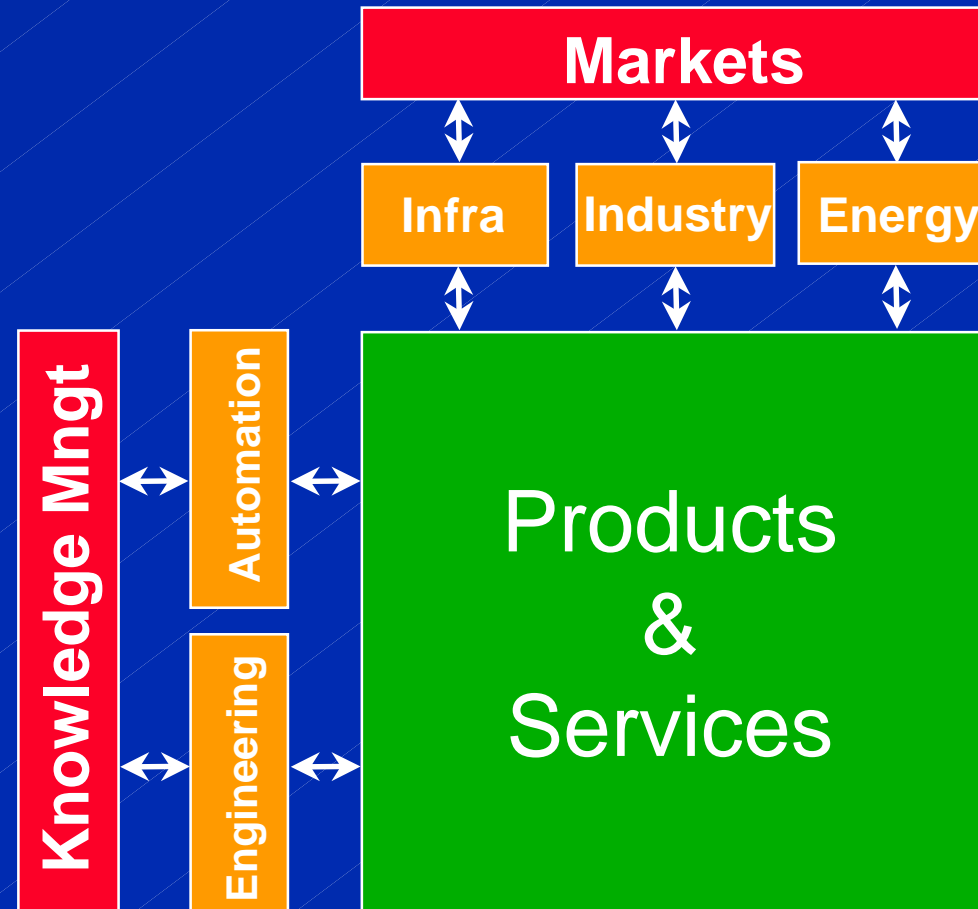 Markets
Infra
Industry
Energy
Knowledge Mngt
Automation
Engineering
Products
&
Services